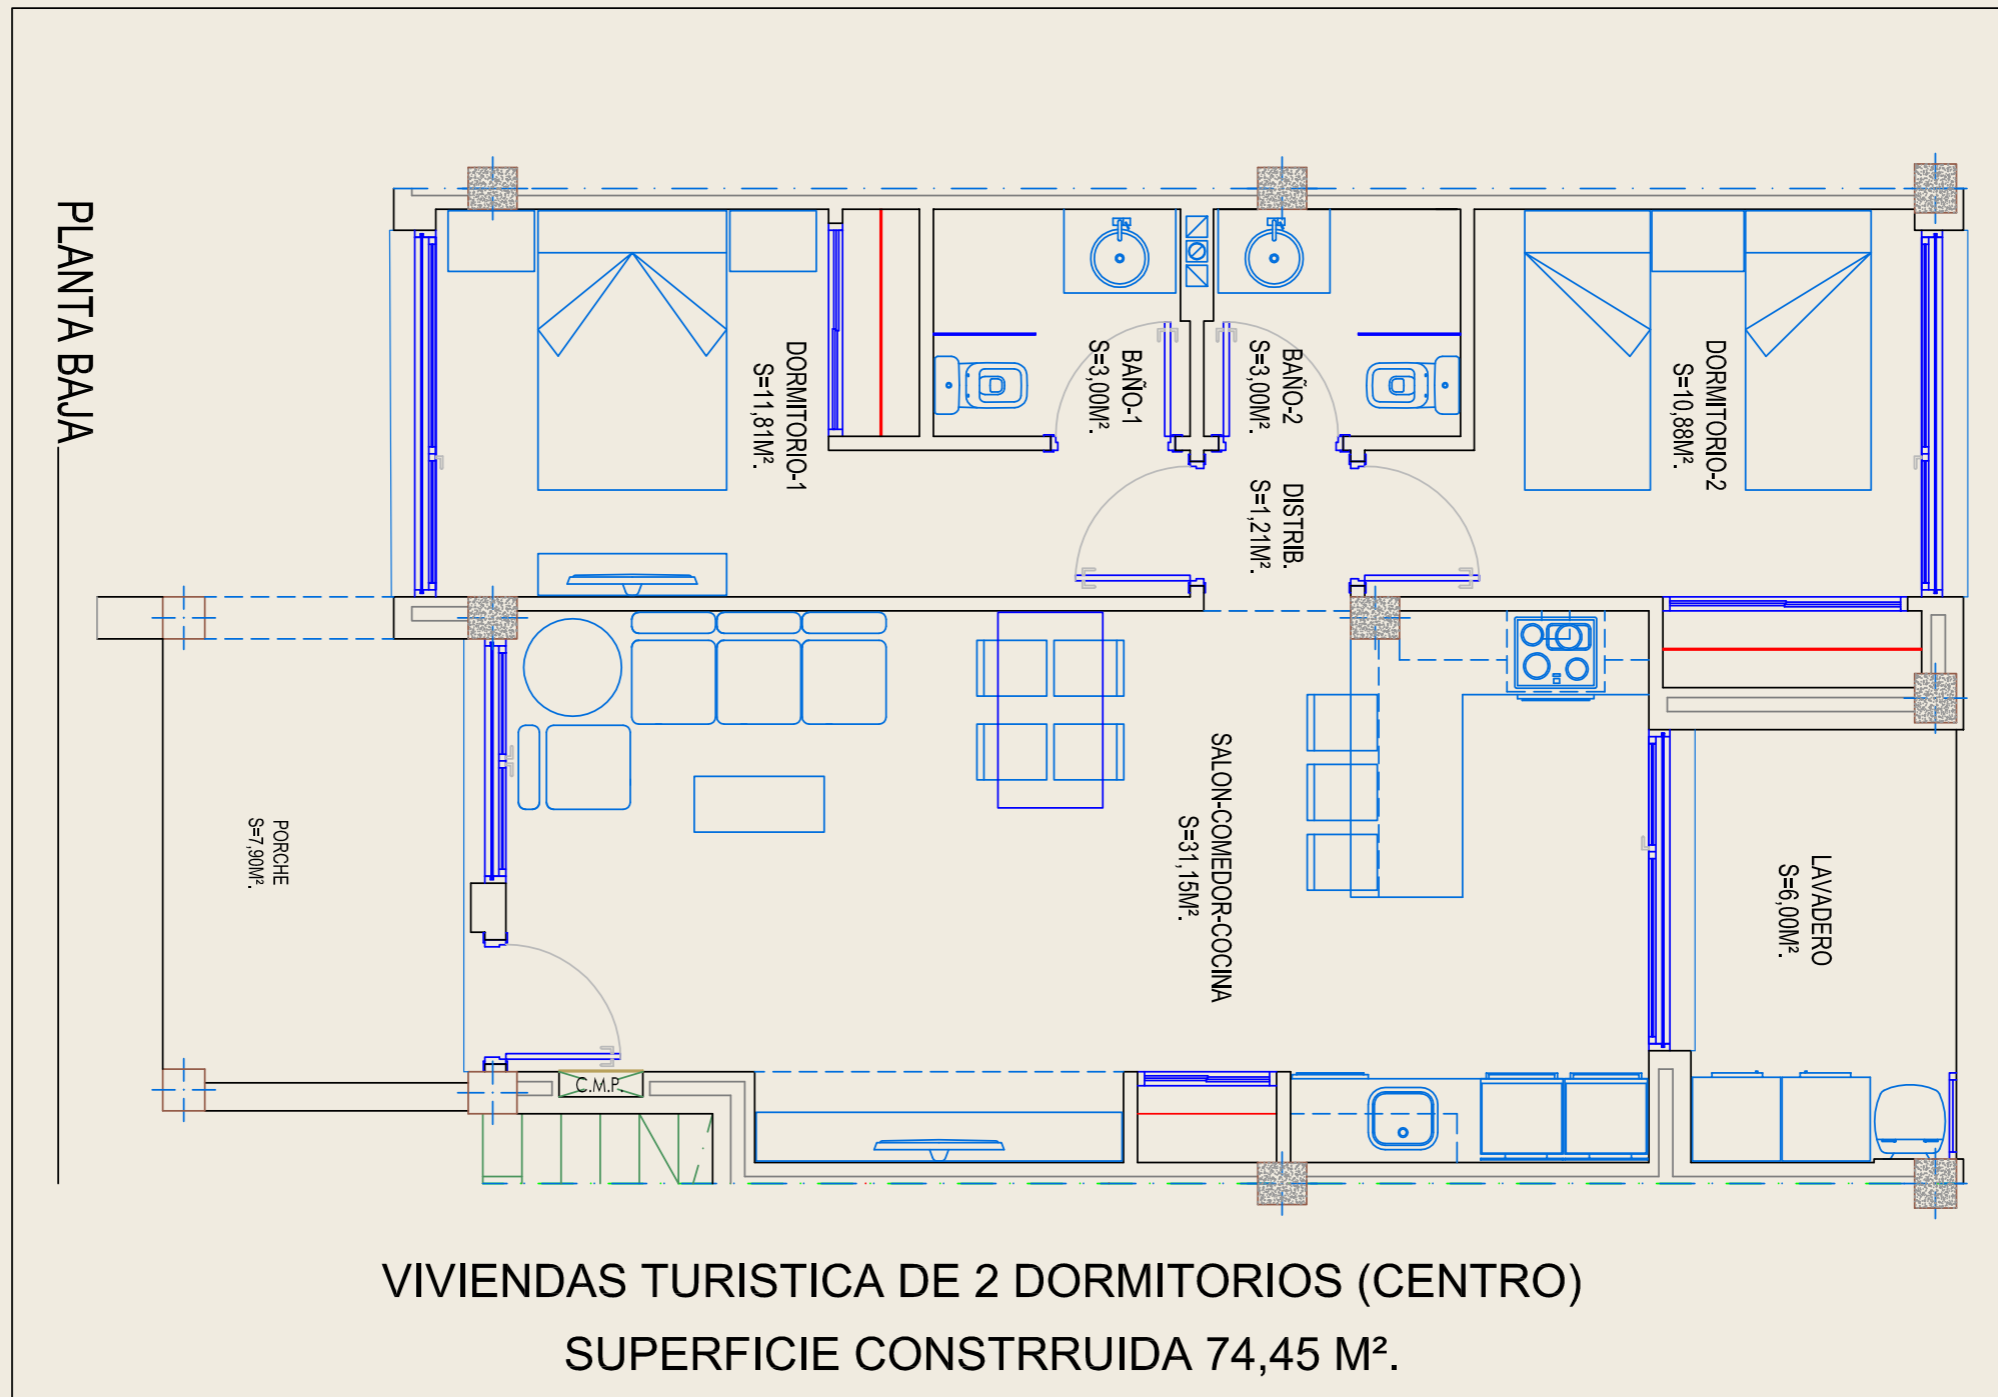 PLANTA BAJA
DORMITORIO-1
S=11,81M².
BAÑO-1
S=3,00M².
BAÑO-2
S=3,00M².
DISTRIB.
S=1,21M².
DORMITORIO-2
S=10,88M².
SALON-COMEDOR-COCINA
S=31,15M².
PORCHE
S=7,90M².
LAVADERO
S=6,00M².
C.M.P.
VIVIENDAS TURISTICA DE 2 DORMITORIOS (CENTRO)
SUPERFICIE CONSTRRUIDA 74,45 M².